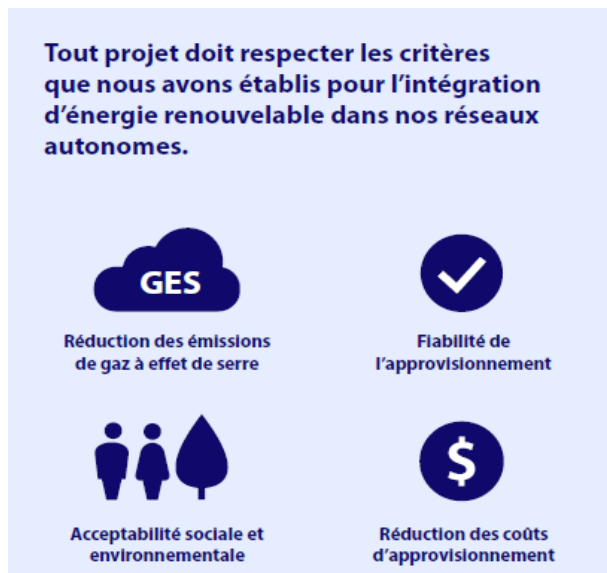 Tout projet doit respecter les critères
que nous avons établis pour l'intégration
d'énergie renouvelable dans nos réseaux
autonomes.
GES
Réduction des émissions
de gaz à effet de serre
Fiabilité de
l'approvisionnement
Acceptabilité sociale et
environnementale
$
Réduction des coûts
d'approvisionnement